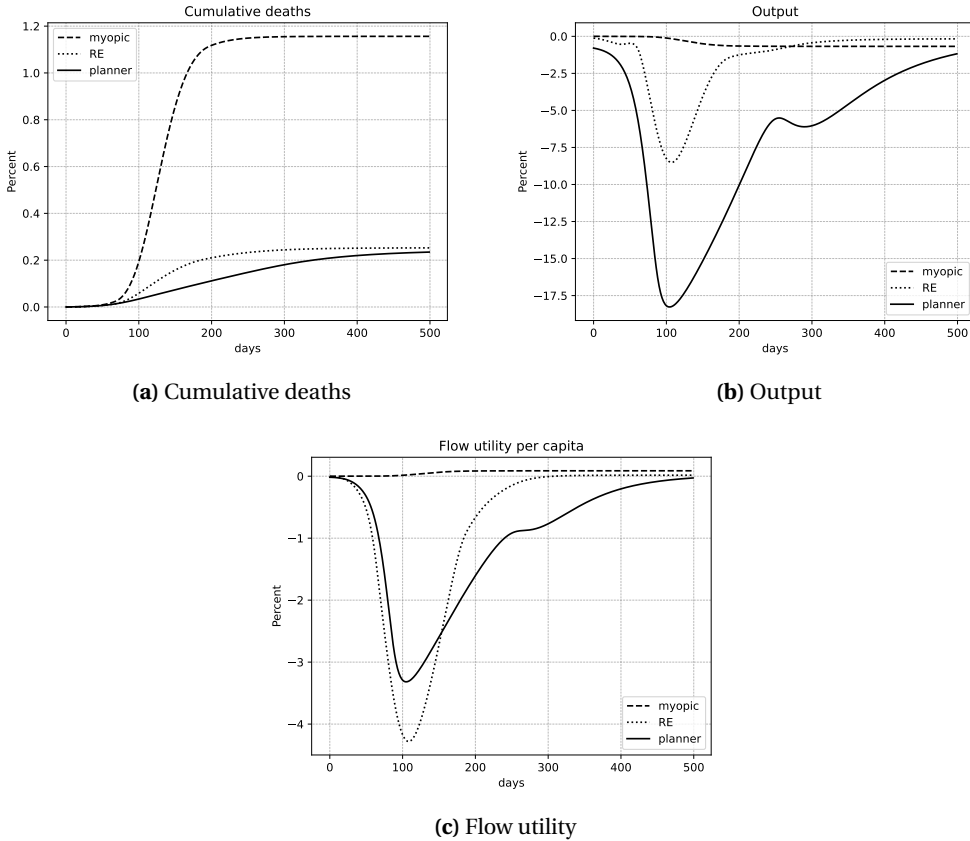 Cumulative deaths
1.2
1.0
0.8
0.6
0.4
0.2
0.0
Percent
myopic
RE
planner
0 100 200 300 400 500
days
(a) Cumulative deaths
Output
0.0
−2.5
−5.0
−7.5
−10.0
−12.5
−15.0
−17.5
Percent
myopic
RE
planner
0 100 200 300 400 500
days
(b) Output
Flow utility per capita
0
−1
−2
−3
−4
Percent
myopic
RE
planner
0 100 200 300 400 500
days
(c) Flow utility